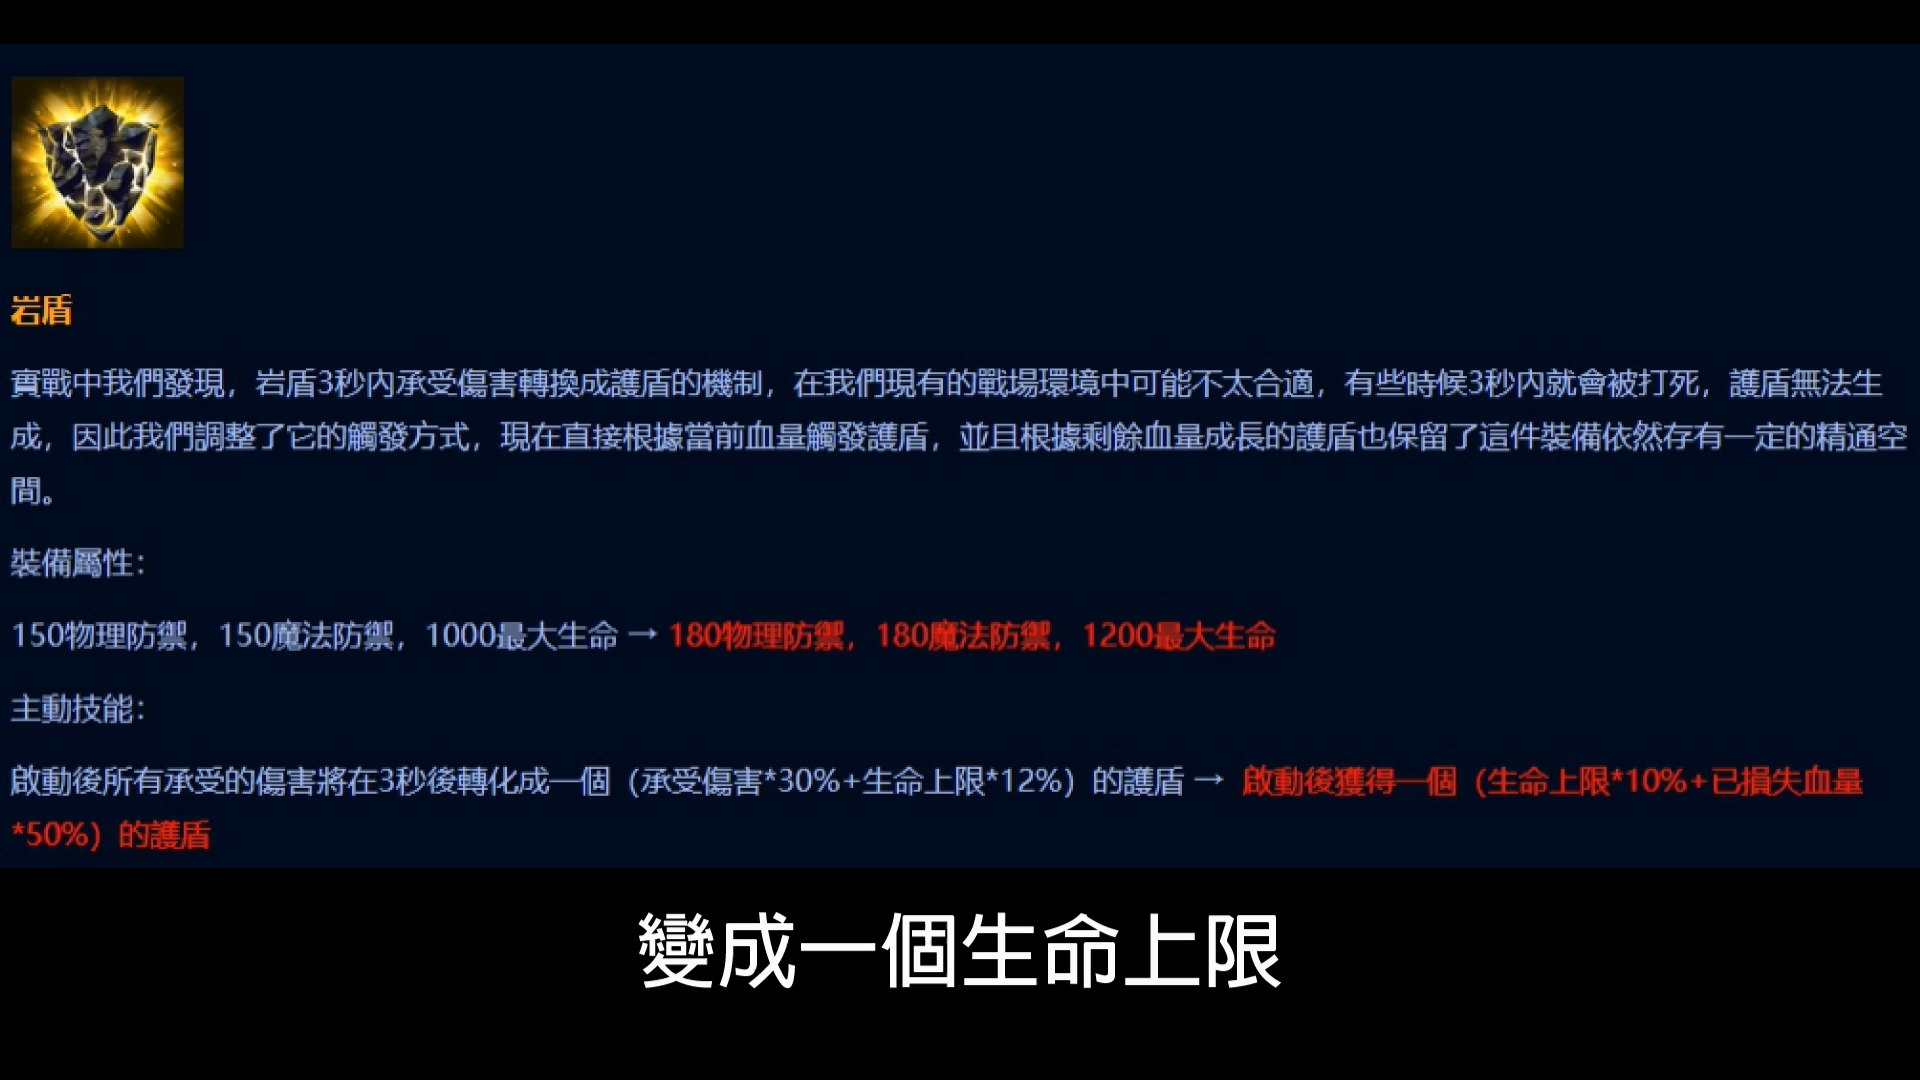 岩盾
實戰中我們發現，岩盾3秒內承受傷害轉換成護盾的機制，在我們現有的戰場環境中可能不太合適，有些時候3秒內就會被打死，護盾無法生
成，因此我們調整了它的觸發方式，現在直接根據當前血量觸發護盾，並且根據剩餘血量成長的護盾也保留了這件裝備依然存有一定的精通空
間。
裝備屬性：
150物理防禦，150魔法防禦，1000最大生命 → 180物理防禦，180魔法防禦，1200最大生命
主動技能：
啟動後所有承受的傷害將在3秒後轉化成一個（承受傷害*30%+生命上限*12%）的護盾 → 啟動後獲得一個（生命上限*10%+已損失血量
*50%）的護盾
變成一個生命上限